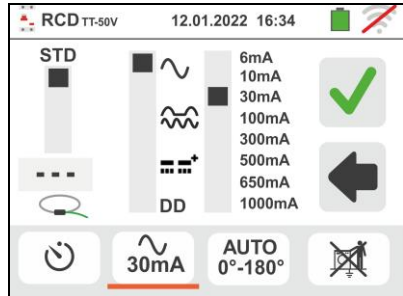 RCD TT-50V 12.01.2022 16:34
STD
6mA
10mA
30mA
100mA
300mA
500mA
650mA
1000mA
- - -
DD
30mA
AUTO
0°-180°